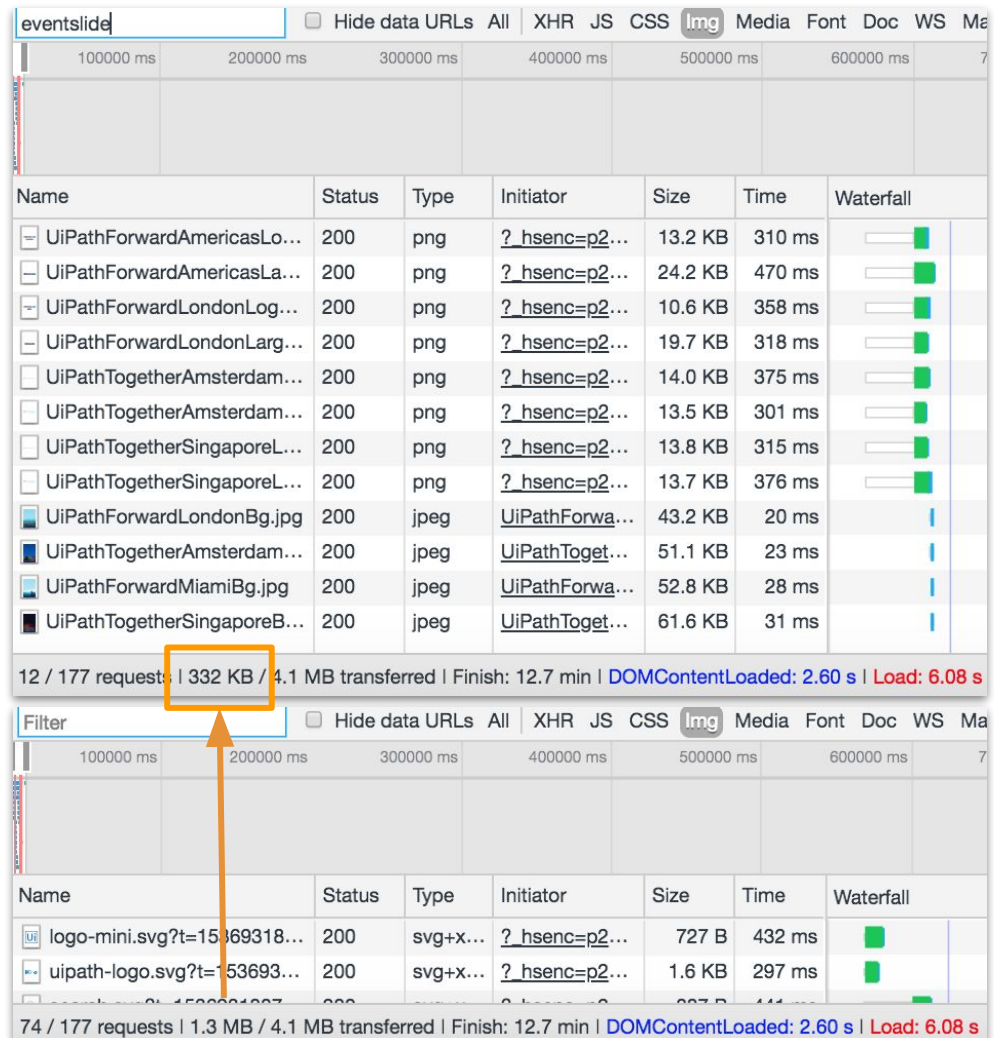 eventslide Hide data URLs All XHR JS CSS Img Media Font Doc WS Ma
100000 ms 200000 ms 300000 ms 400000 ms 500000 ms 600000 ms 7
Name Status Type Initiator Size Time Waterfall
UiPathForwardAmericasLo... 200 png ?_hsenc=p2... 13.2 KB 310 ms
UiPathForwardAmericasLa... 200 png ?_hsenc=p2... 24.2 KB 470 ms
UiPathForwardLondonLog... 200 png ?_hsenc=p2... 10.6 KB 358 ms
UiPathForwardLondonLarg... 200 png ?_hsenc=p2... 19.7 KB 318 ms
UiPathTogetherAmsterdam... 200 png ?_hsenc=p2... 14.0 KB 375 ms
UiPathTogetherAmsterdam... 200 png ?_hsenc=p2... 13.5 KB 301 ms
UiPathTogetherSingaporeL... 200 png ?_hsenc=p2... 13.8 KB 315 ms
UiPathTogetherSingaporeL... 200 png ?_hsenc=p2... 13.7 KB 376 ms
UiPathForwardLondonBg.jpg 200 jpeg UiPathForwa... 43.2 KB 20 ms
UiPathTogetherAmsterdam... 200 jpeg UiPathToget... 51.1 KB 23 ms
UiPathForwardMiamiBg.jpg 200 jpeg UiPathForwa... 52.8 KB 28 ms
UiPathTogetherSingaporeB... 200 jpeg UiPathToget... 61.6 KB 31 ms
12 / 177 requests | 332 KB / 4.1 MB transferred | Finish: 12.7 min | DOMContentLoaded: 2.60 s | Load: 6.08 s
Filter Hide data URLs All XHR JS CSS Img Media Font Doc WS Ma
100000 ms 200000 ms 300000 ms 400000 ms 500000 ms 600000 ms 7
Name Status Type Initiator Size Time Waterfall
Ui logo-mini.svg?t=15369318... 200 svg+x... ?_hsenc=p2... 727 B 432 ms
uipath-logo.svg?t=153693... 200 svg+x... ?_hsenc=p2... 1.6 KB 297 ms
74 / 177 requests | 1.3 MB / 4.1 MB transferred | Finish: 12.7 min | DOMContentLoaded: 2.60 s | Load: 6.08 s